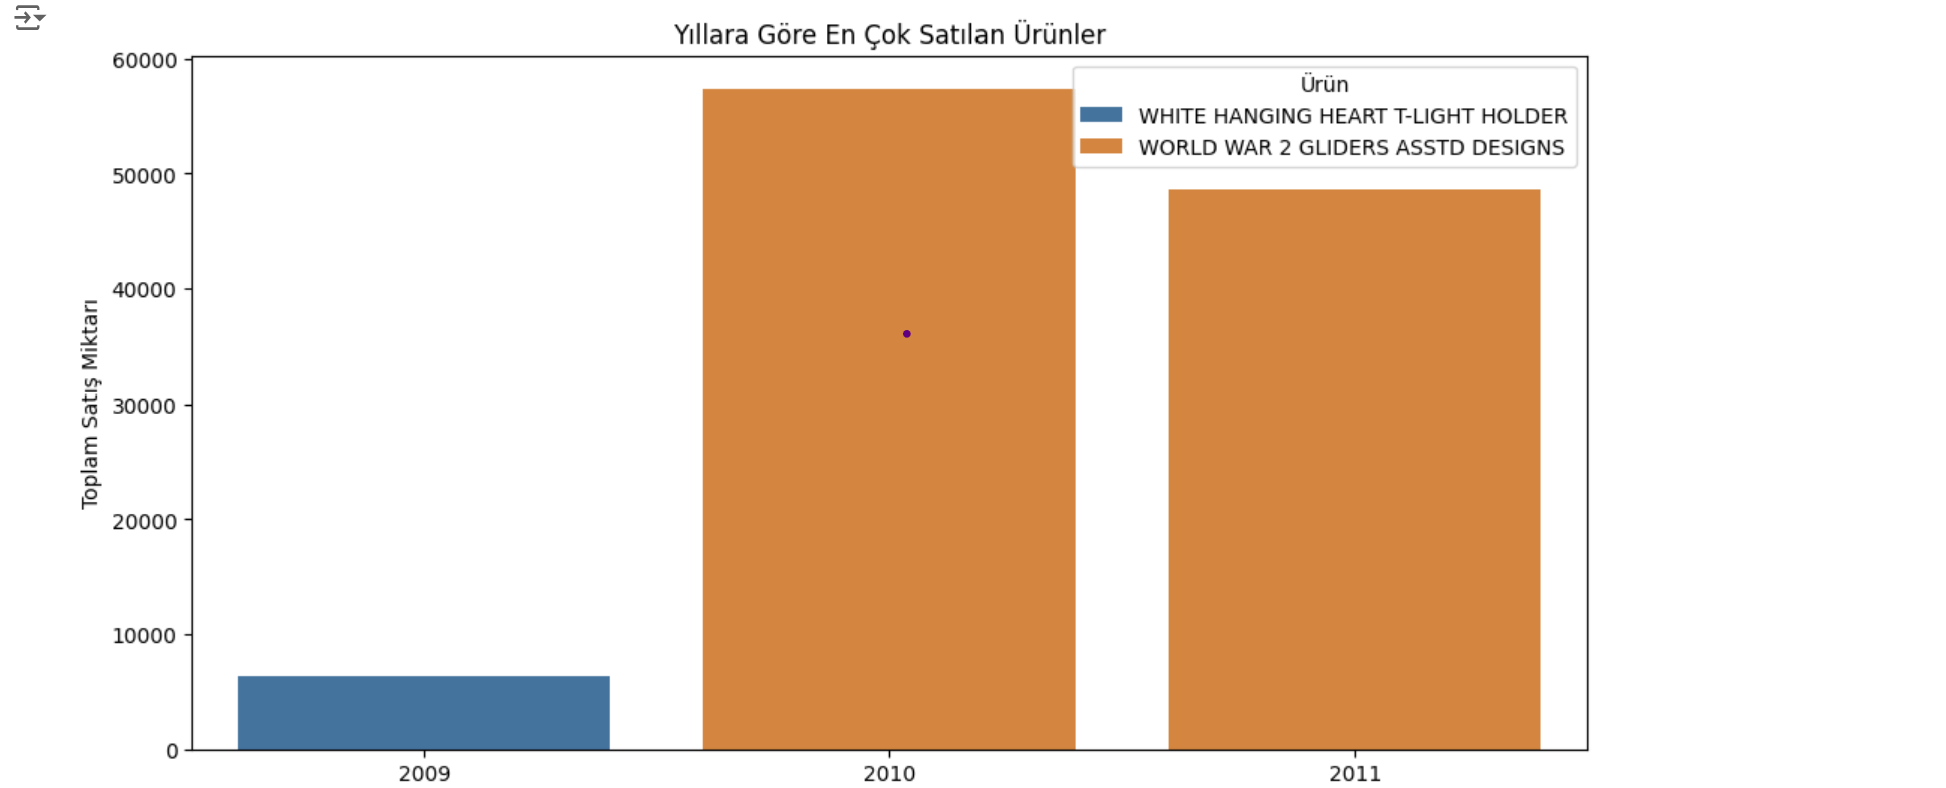 Yıllara Göre En Çok Satılan Ürünler
Ürün
WHITE HANGING HEART T-LIGHT HOLDER
WORLD WAR 2 GLIDERS ASSTD DESIGNS
Toplam Satış Miktarı
60000
50000
40000
30000
20000
10000
0
2009
2010
2011